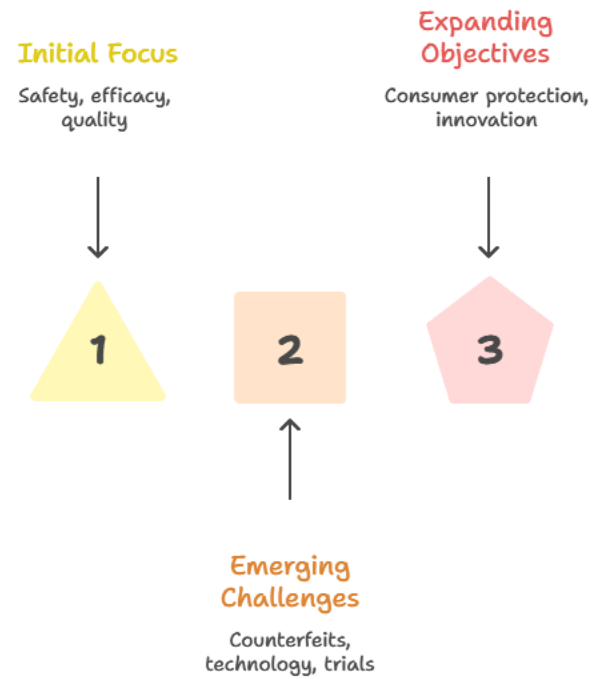 Initial Focus
Safety, efficacy,
quality
1
Emerging
Challenges
Counterfeits,
technology, trials
2
Expanding
Objectives
Consumer protection,
innovation
3